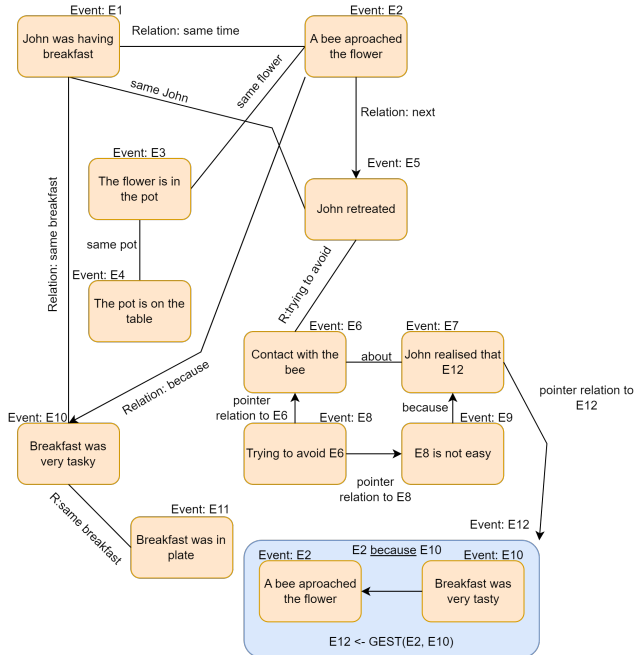 Event: E1
Event: E2
John was having
breakfast
Relation: same time
A bee aproached
the flower
same John
same flower
Relation: next
Event: E3
Event: E5
The flower is in
the pot
John retreated
Relation: same breakfast
same pot
Event: E4
The pot is on the
table
R:trying to avoid
Event: E6
Event: E7
Contact with the
bee
about
John realised that
E12
Relation: because
pointer
relation to E6
because
pointer relation to
E12
Event: E10
Event: E8
Event: E9
Breakfast was
very tasky
Trying to avoid E6
E8 is not easy
pointer
relation to E8
R:same breakfast
Event: E11
Breakfast was in
plate
Event: E12
E2 because E10
Event: E2
Event: E10
A bee aproached
the flower
Breakfast was
very tasty
E12 <- GEST(E2, E10)